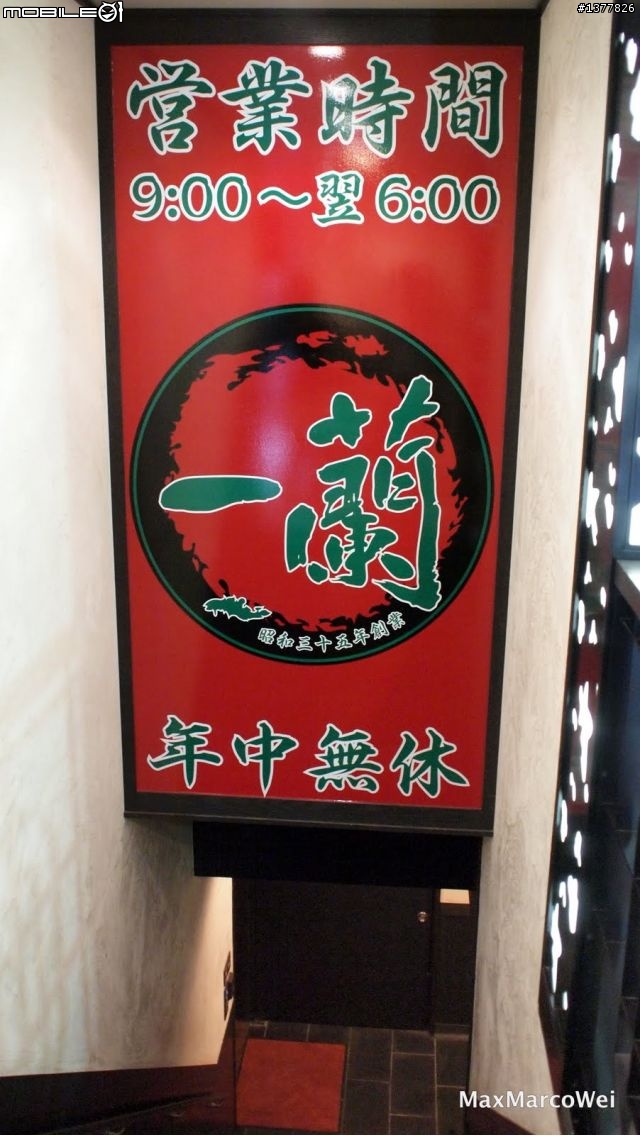 MOBILE01
#1377826
営業時間
9:00～翌6:00
一蘭
昭和三十五年創業
年中無休
MaxMarcoWei